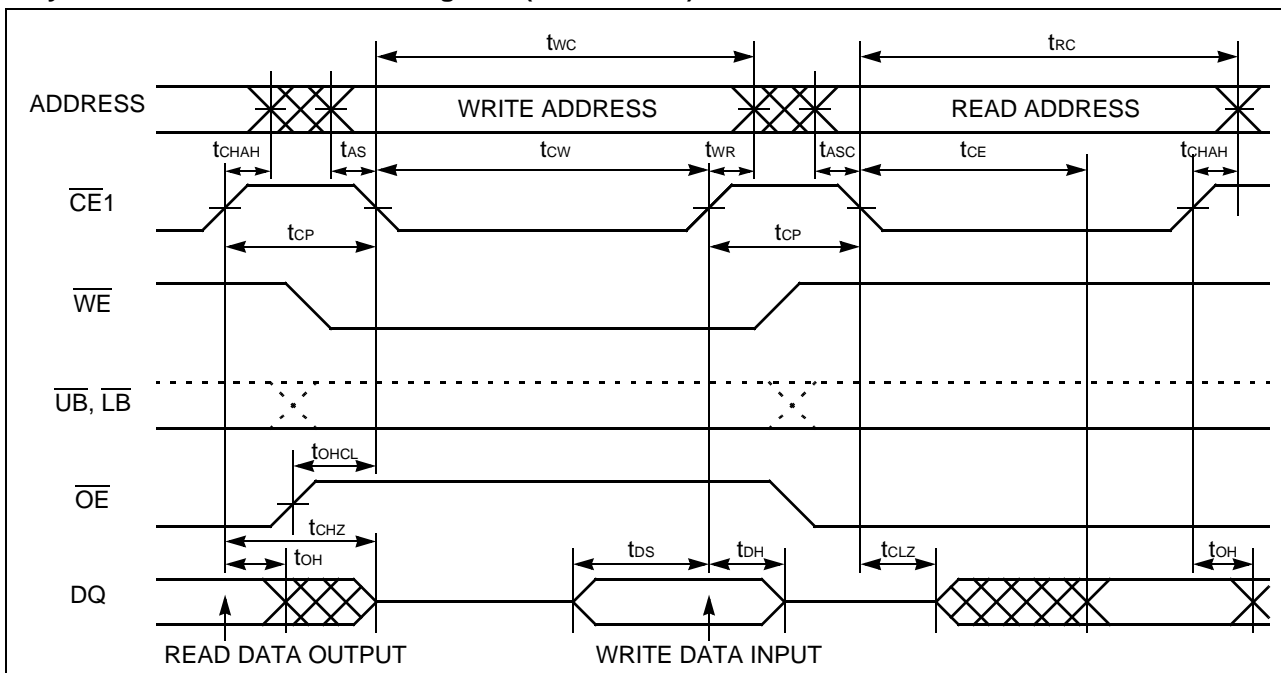 tWC tRC
ADDRESS WRITE ADDRESS READ ADDRESS
tCHAH tAS tCW tWR tASC tCE tCHAH
CE1
tCP tCP
WE
UB, LB
tOHCL
OE
tCHZ
tOH tDS tDH tCLZ tOH
DQ
READ DATA OUTPUT WRITE DATA INPUT